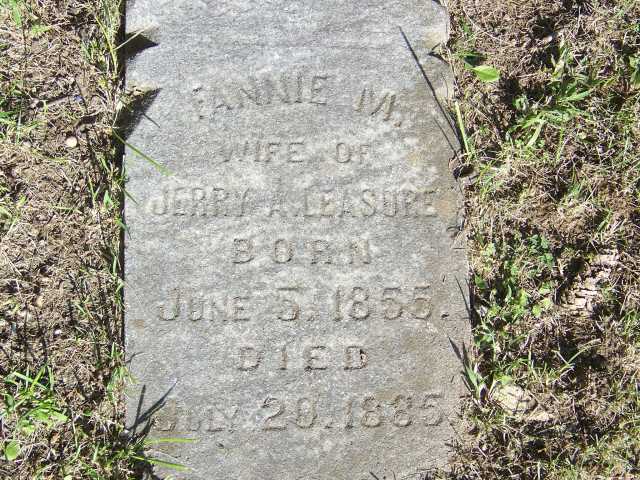 FANNIE M.
WIFE OF
JERRY A. LEASURE
BORN
JUNE 5, 1855.
DIED
JULY 20, 1885